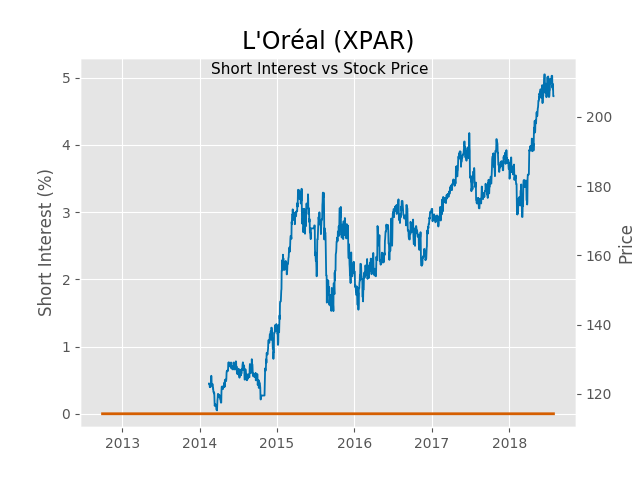 L'Oréal (XPAR)
Short Interest vs Stock Price
Short Interest (%)
5
4
3
2
1
0
200
180
160
140
120
Price
2013 2014 2015 2016 2017 2018